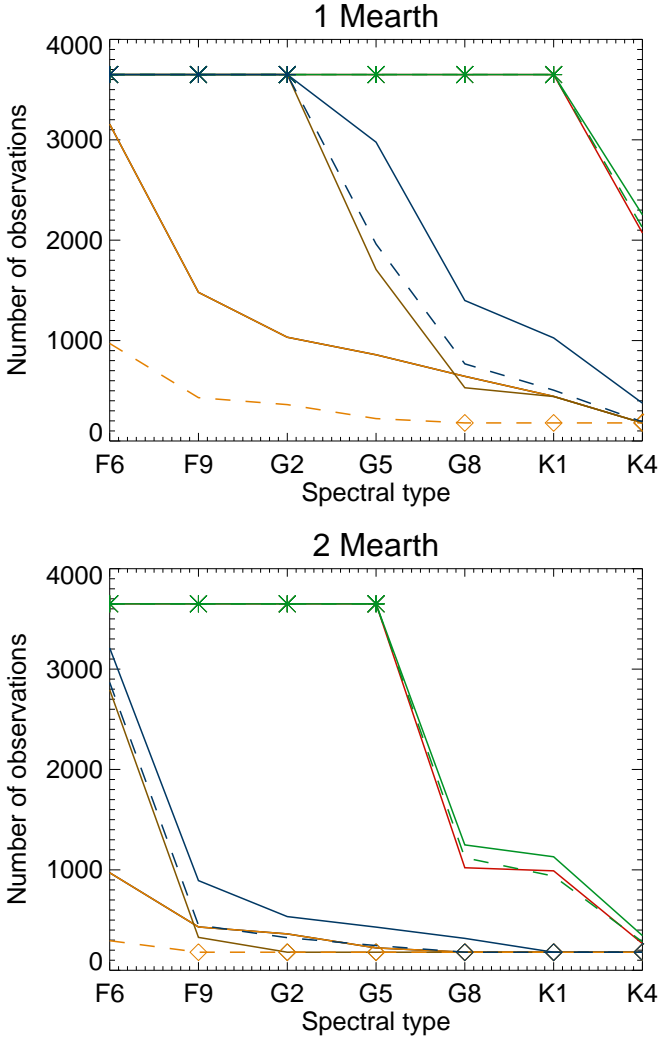 1 Mearth
4000
3000
2000
1000
0
Number of observations
F6 F9 G2 G5 G8 K1 K4
Spectral type
2 Mearth
4000
3000
2000
1000
0
Number of observations
F6 F9 G2 G5 G8 K1 K4
Spectral type